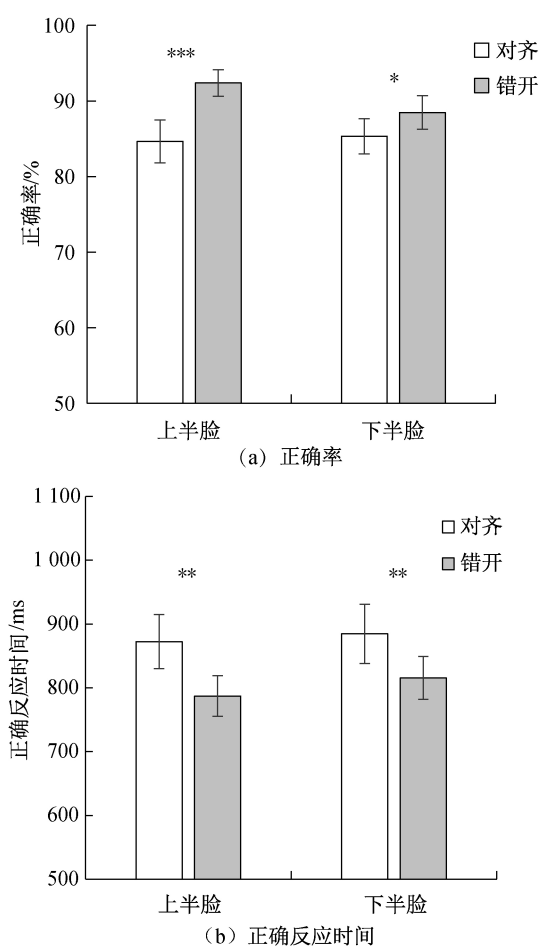 100
90
80
70
60
50
正确率/%
***
*
对齐
错开
上半脸
下半脸
（a）正确率
1 100
1 000
900
800
700
600
500
正确反应时间/ms
**
**
对齐
错开
上半脸
下半脸
（b）正确反应时间